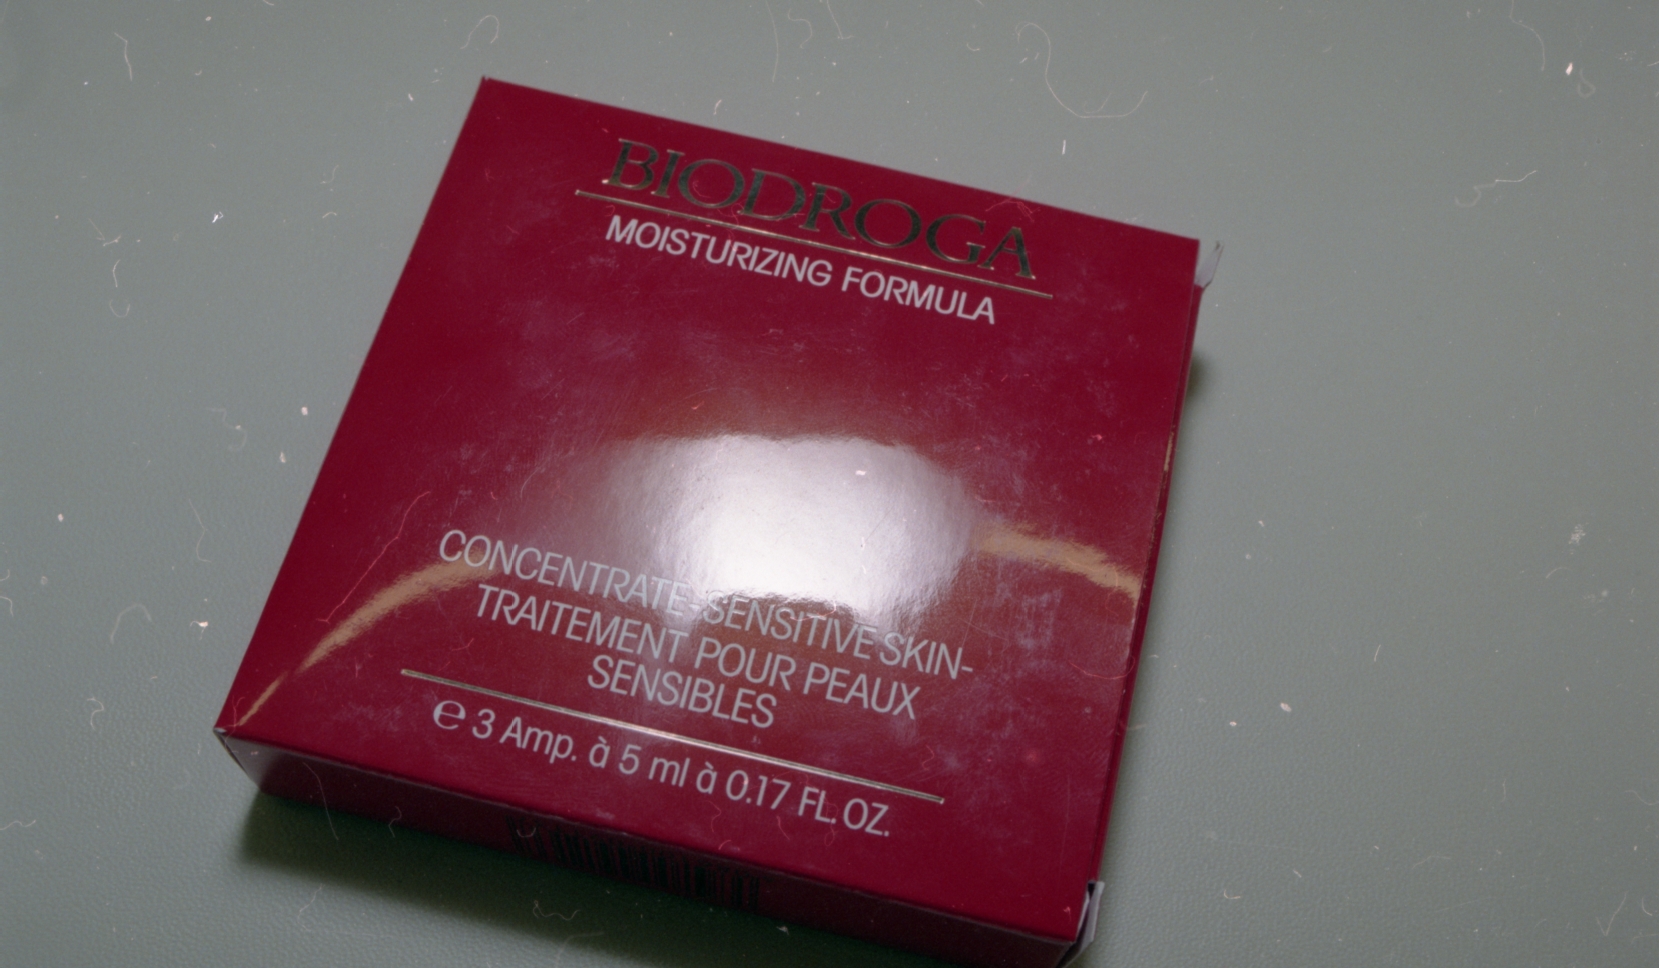 BIODROGA
MOISTURIZING FORMULA
CONCENTRATE-SENSITIVE SKIN-
TRAITEMENT POUR PEAUX
SENSIBLES
℮ 3 Amp. à 5 ml à 0.17 FL. OZ.